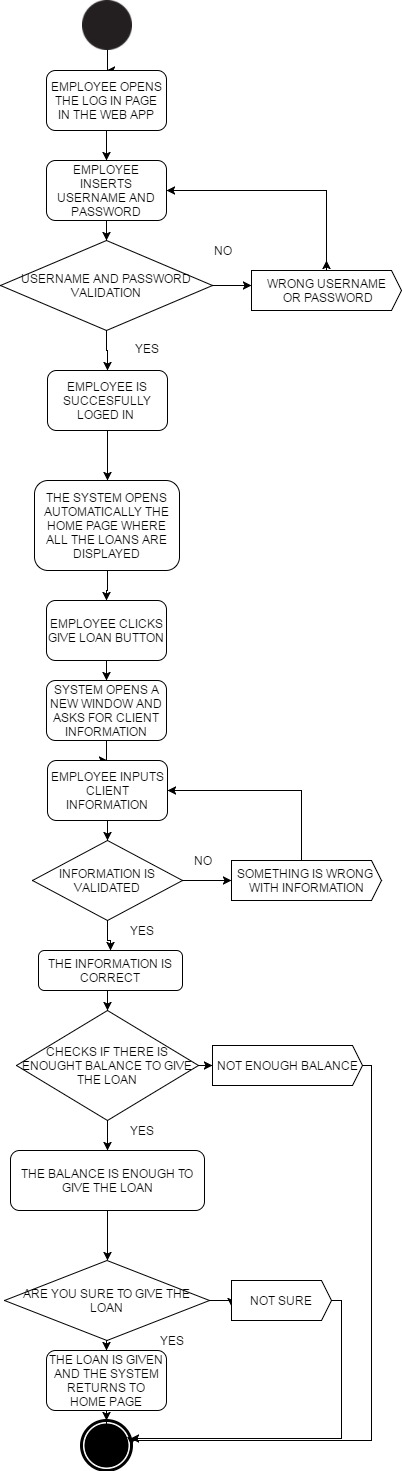 EMPLOYEE OPENS
THE LOG IN PAGE
IN THE WEB APP
EMPLOYEE
INSERTS
USERNAME AND
PASSWORD
NO
USERNAME AND PASSWORD
VALIDATION
WRONG USERNAME
OR PASSWORD
YES
EMPLOYEE IS
SUCCESFULLY
LOGED IN
THE SYSTEM OPENS
AUTOMATICALLY THE
HOME PAGE WHERE
ALL THE LOANS ARE
DISPLAYED
EMPLOYEE CLICKS
GIVE LOAN BUTTON
SYSTEM OPENS A
NEW WINDOW AND
ASKS FOR CLIENT
INFORMATION
EMPLOYEE INPUTS
CLIENT
INFORMATION
NO
INFORMATION IS
VALIDATED
SOMETHING IS WRONG
WITH INFORMATION
YES
THE INFORMATION IS
CORRECT
CHECKS IF THERE IS
ENOUGHT BALANCE TO GIVE
THE LOAN
NOT ENOUGH BALANCE
YES
THE BALANCE IS ENOUGH TO
GIVE THE LOAN
ARE YOU SURE TO GIVE THE
LOAN
NOT SURE
YES
THE LOAN IS GIVEN
AND THE SYSTEM
RETURNS TO
HOME PAGE